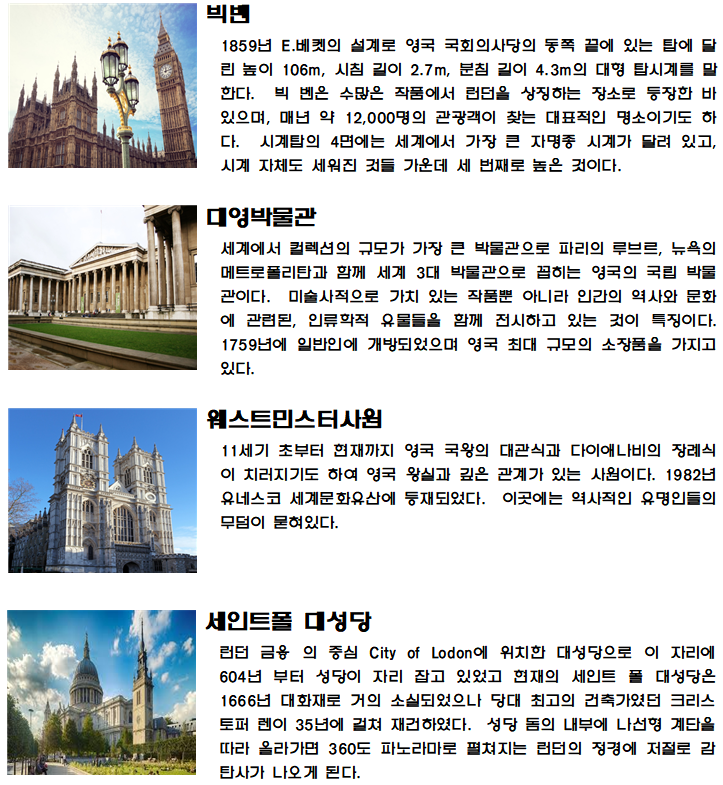 빅벤
1859년 E.베켓의 설계로 영국 국회의사당의 동쪽 끝에 있는 탑에 달
린 높이 106m, 시침 길이 2.7m, 분침 길이 4.3m의 대형 탑시계를 말
한다. 빅 벤은 수많은 작품에서 런던을 상징하는 장소로 등장한 바
있으며, 매년 약 12,000명의 관광객이 찾는 대표적인 명소이기도 하
다. 시계탑의 4면에는 세계에서 가장 큰 자명종 시계가 달려 있고,
시계 자체도 세워진 것들 가운데 세 번째로 높은 것이다.
대영박물관
세계에서 컬렉션의 규모가 가장 큰 박물관으로 파리의 루브르, 뉴욕의
메트로폴리탄과 함께 세계 3대 박물관으로 꼽히는 영국의 국립 박물
관이다. 미술사적으로 가치 있는 작품뿐 아니라 인간의 역사와 문화
에 관련된, 인류학적 유물들을 함께 전시하고 있는 것이 특징이다.
1759년에 일반인에 개방되었으며 영국 최대 규모의 소장품을 가지고
있다.
웨스트민스터사원
11세기 초부터 현재까지 영국 국왕의 대관식과 다이애나비의 장례식
이 치러지기도 하여 영국 왕실과 깊은 관계가 있는 사원이다. 1982년
유네스코 세계문화유산에 등재되었다. 이곳에는 역사적인 유명인들의
무덤이 묻혀있다.
세인트폴 대성당
런던 금융 의 중심 City of Lodon에 위치한 대성당으로 이 자리에
604년 부터 성당이 자리 잡고 있었고 현재의 세인트 폴 대성당은
1666년 대화재로 거의 소실되었으나 당대 최고의 건축가였던 크리스
토퍼 렌이 35년에 걸쳐 재건하였다. 성당 돔의 내부에 나선형 계단을
따라 올라가면 360도 파노라마로 펼쳐지는 런던의 정경에 저절로 감
탄사가 나오게 된다.